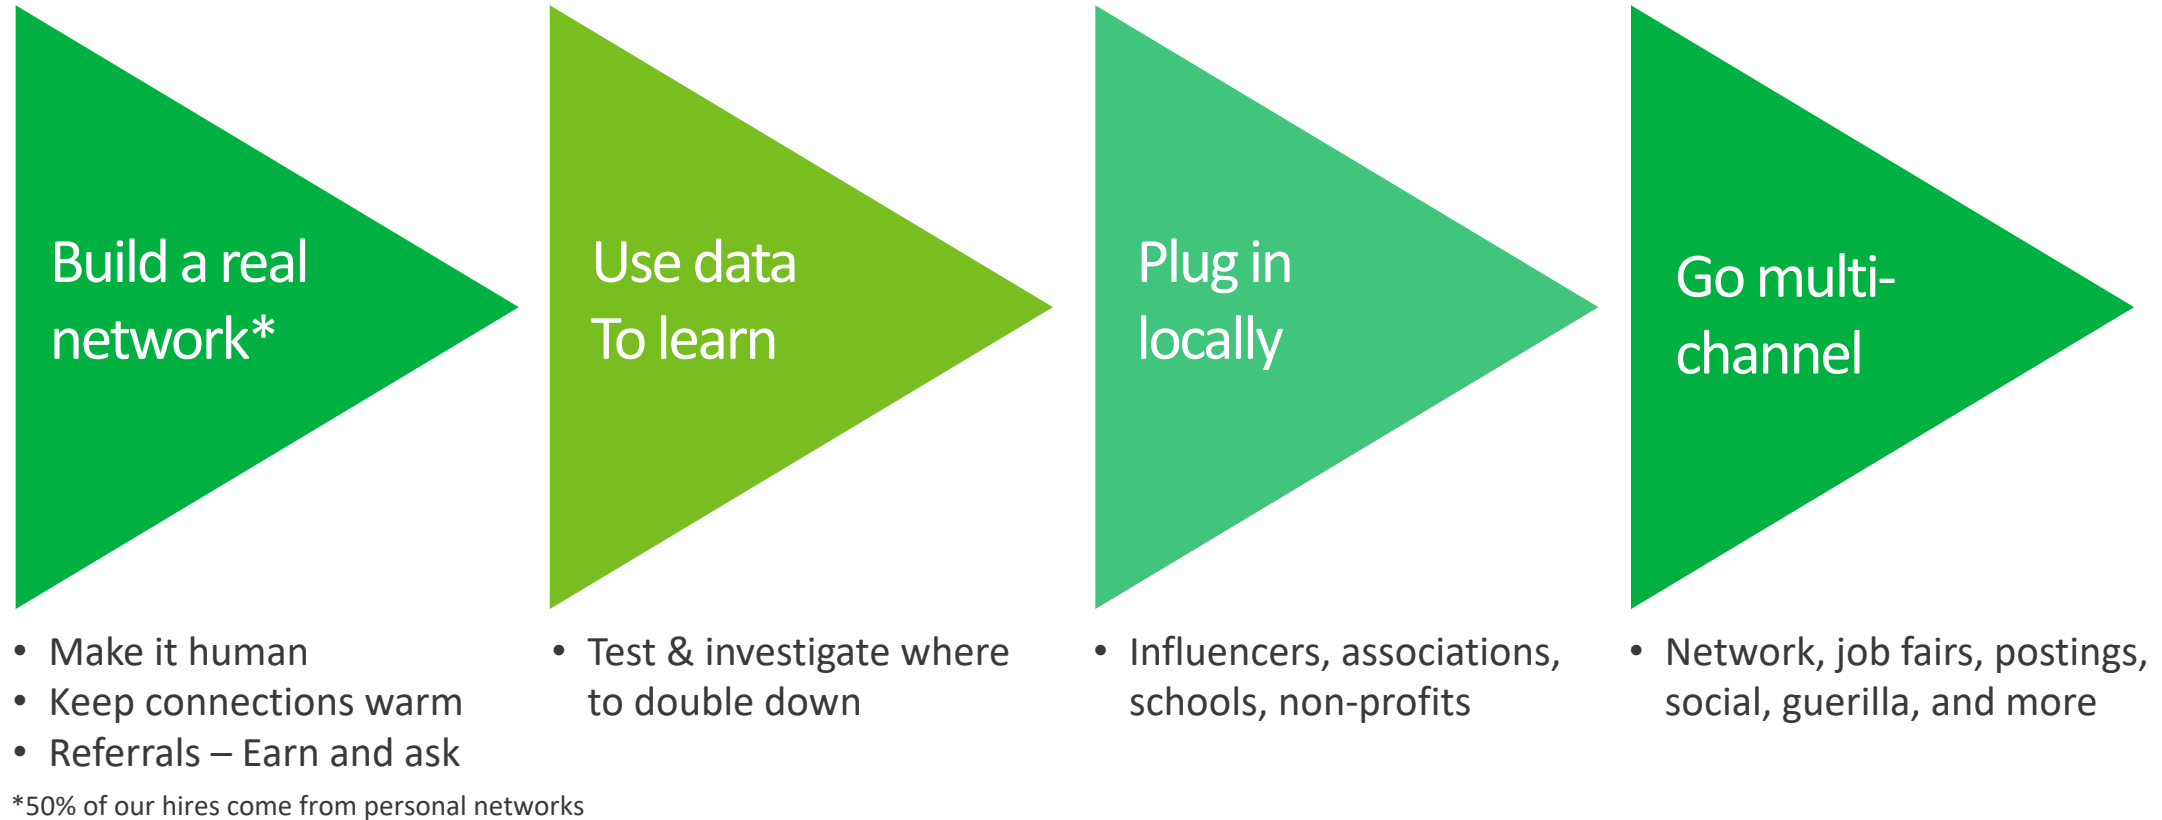 Build a real
network*
Use data
To learn
Plug in
locally
Go multi-
channel
• Make it human
• Keep connections warm
• Referrals – Earn and ask
• Test & investigate where
to double down
• Influencers, associations,
schools, non-profits
• Network, job fairs, postings,
social, guerilla, and more
*50% of our hires come from personal networks